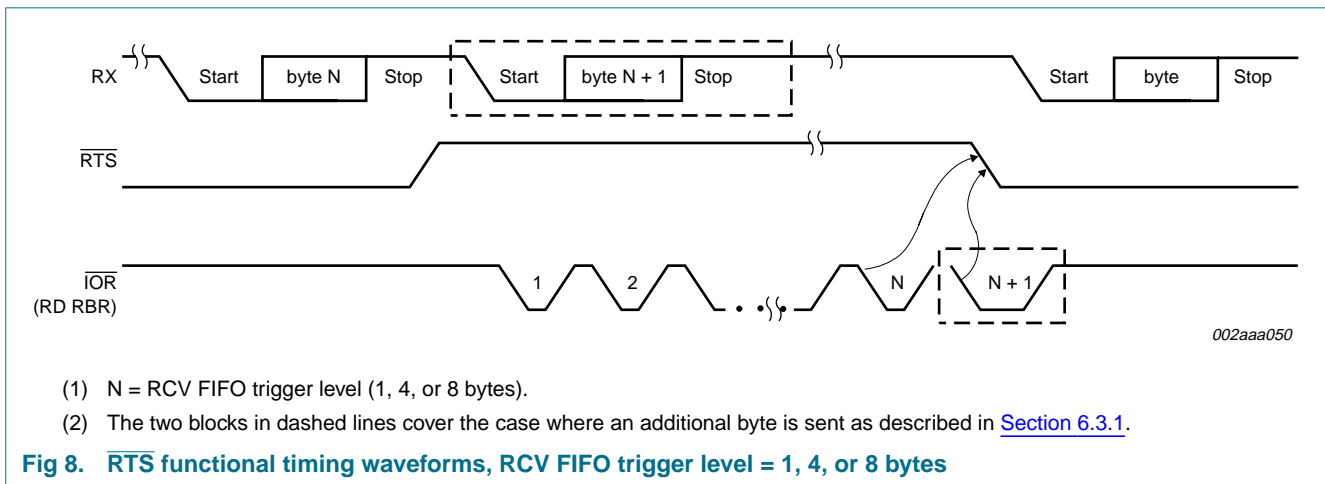 RX
Start
byte N
Stop
Start
byte N + 1
Stop
Start
byte
Stop
RTS
IOR
(RD RBR)
1
2
N
N + 1
002aaa050
(1) N = RCV FIFO trigger level (1, 4, or 8 bytes).
(2) The two blocks in dashed lines cover the case where an additional byte is sent as described in Section 6.3.1.
Fig 8. RTS functional timing waveforms, RCV FIFO trigger level = 1, 4, or 8 bytes